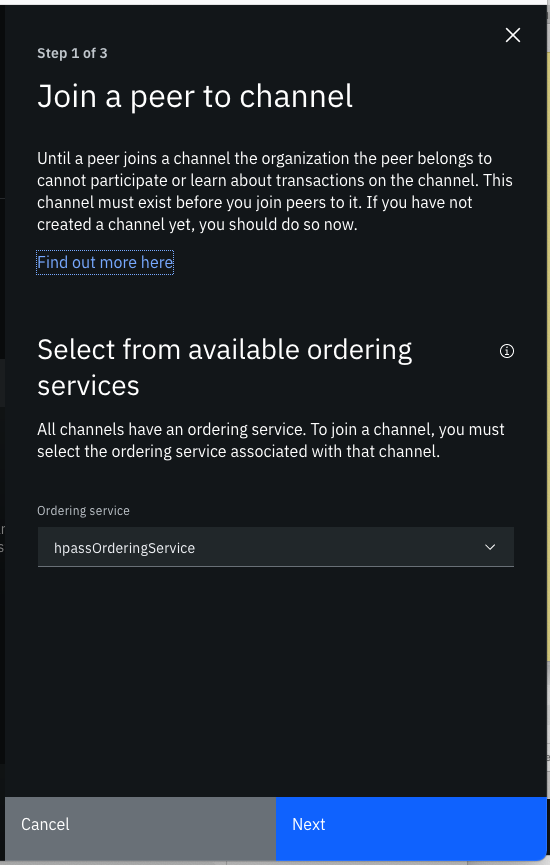 Step 1 of 3
Join a peer to channel
Until a peer joins a channel the organization the peer belongs to
cannot participate or learn about transactions on the channel. This
channel must exist before you join peers to it. If you have not
created a channel yet, you should do so now.
Find out more here
Select from available ordering
services
All channels have an ordering service. To join a channel, you must
select the ordering service associated with that channel.
Ordering service
hpassOrderingService
Cancel
Next